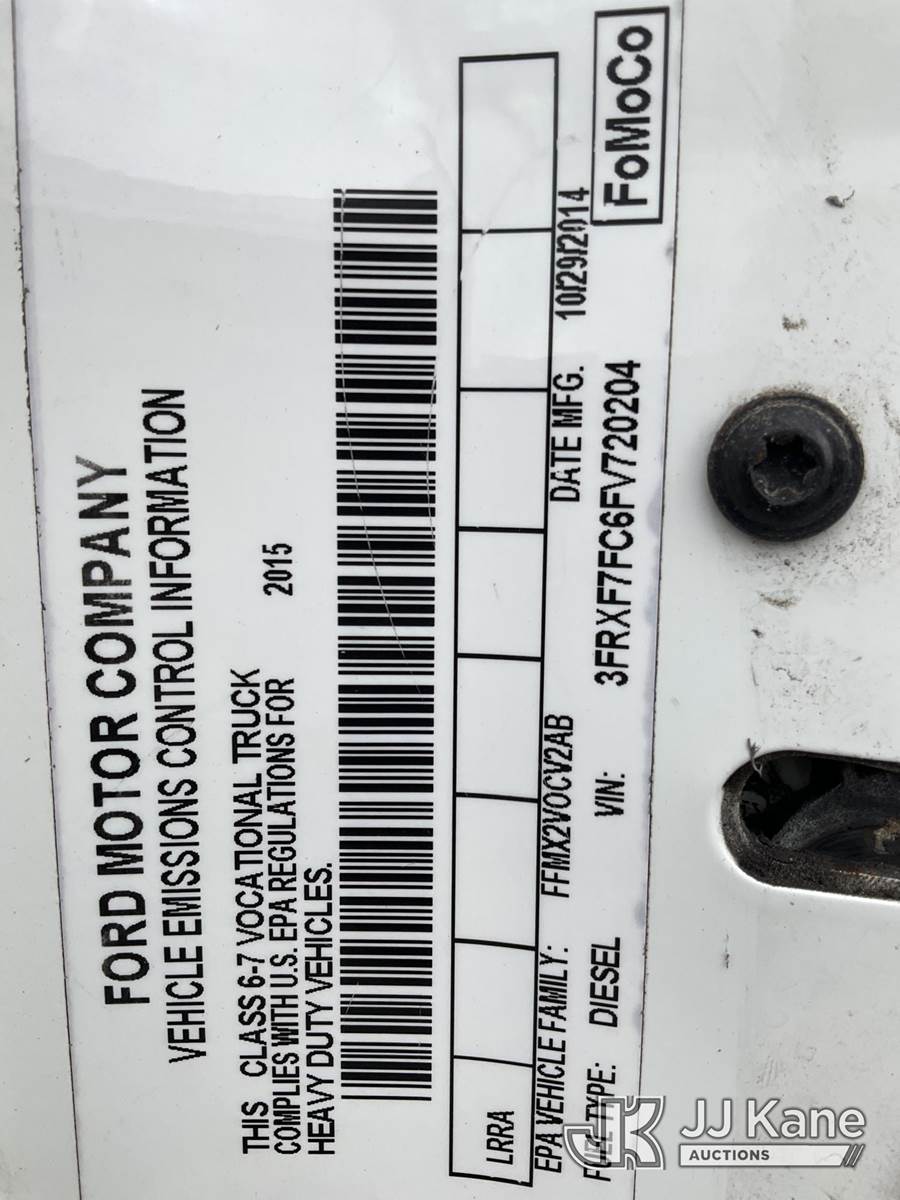 FORD MOTOR COMPANY
VEHICLE EMISSIONS CONTROL INFORMATION
THIS CLASS 6-7 VOCATIONAL TRUCK
COMPLIES WITH U.S. EPA REGULATIONS FOR 2015
HEAVY DUTY VEHICLES.
LRRA
EPA VEHICLE FAMILY: FFMX2VOCV2AB DATE MFG. 10/29/2014
FUEL TYPE: DIESEL VIN: 3FRXF7FC6FV720204
FoMoCo
JK JJ Kane
AUCTIONS